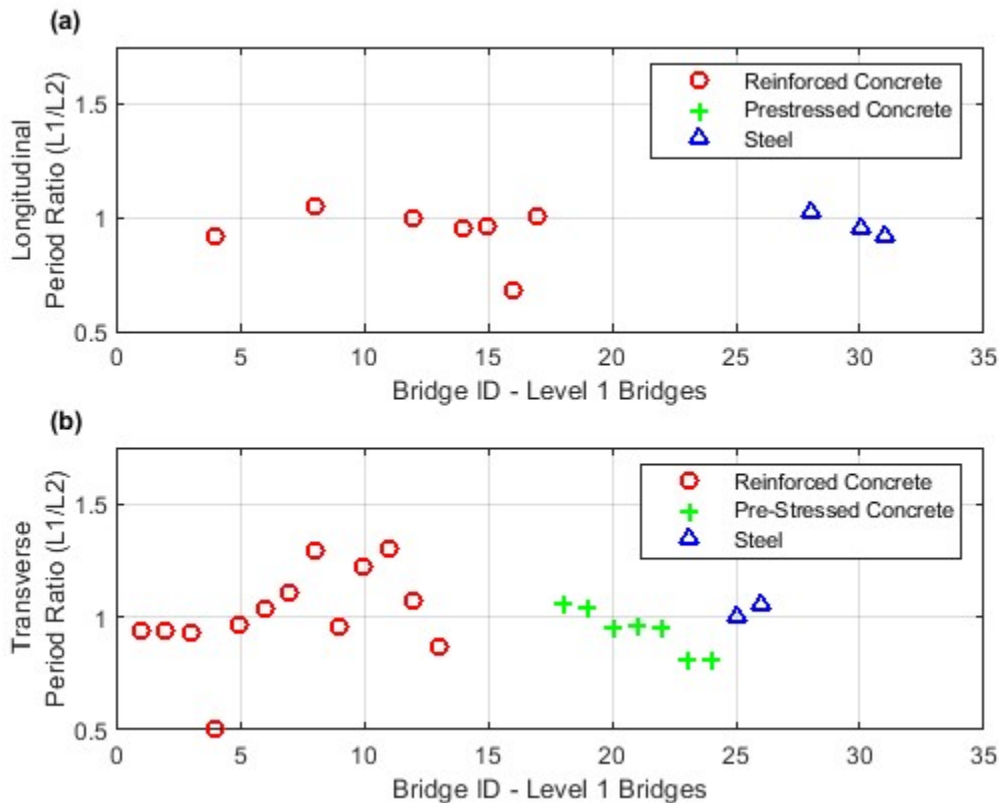 (a)
Longitudinal
Period Ratio (L1/L2)
1.5
1
0.5
0
5
10
15
20
25
30
35
Reinforced Concrete
Prestressed Concrete
Steel
Bridge ID - Level 1 Bridges
(b)
Transverse
Period Ratio (L1/L2)
1.5
1
0.5
0
5
10
15
20
25
30
35
Reinforced Concrete
Pre-Stressed Concrete
Steel
Bridge ID - Level 1 Bridges